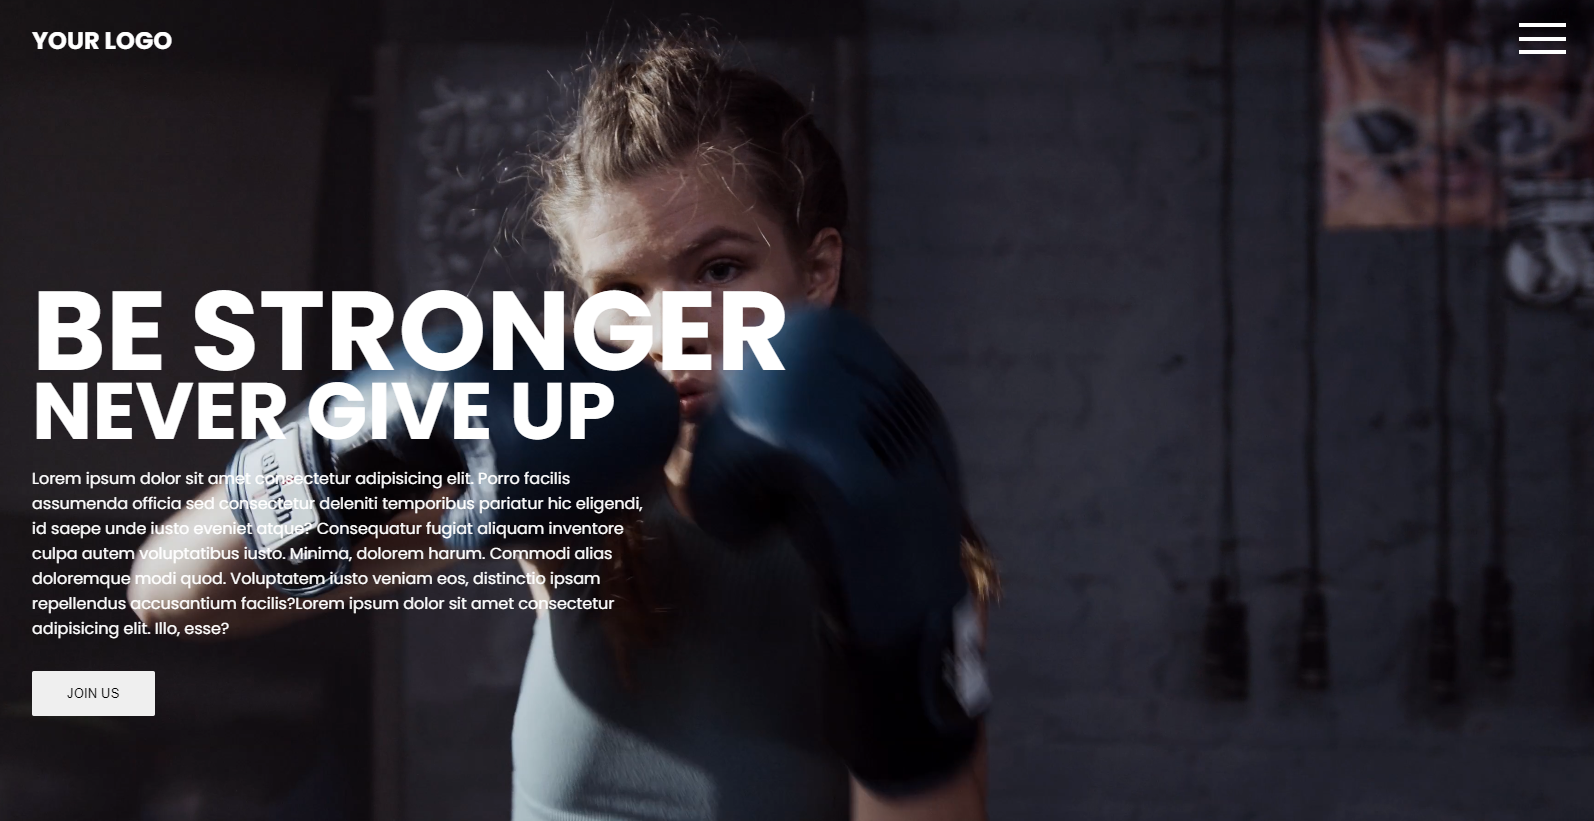 YOUR LOGO
BE STRONGER
NEVER GIVE UP
Lorem ipsum dolor sit amet consectetur adipisicing elit. Porro facilis
assumenda officia sed consectetur deleniti temporibus pariatur hic eligendi,
id saepe unde iusto eveniet atque? Consequatur fugiat aliquam inventore
culpa autem voluptatibus iusto. Minima, dolorem harum. Commodi alias
doloremque modi quod. Voluptatem iusto veniam eos, distinctio ipsam
repellendus accusantium facilis?Lorem ipsum dolor sit amet consectetur
adipisicing elit. Illo, esse?
JOIN US